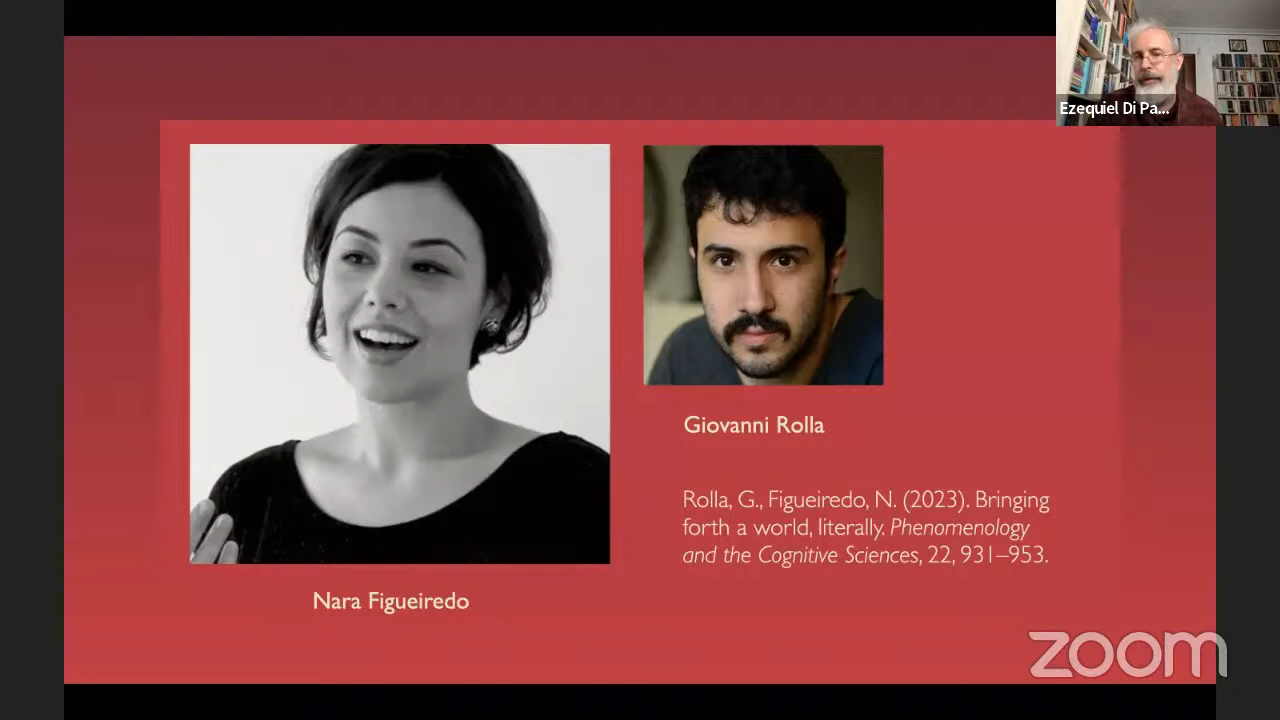 Ezequiel Di Pa...
Giovanni Rolla
Rolla, G., Figueiredo, N. (2023). Bringing
forth a world, literally. Phenomenology
and the Cognitive Sciences, 22, 931–953.
Nara Figueiredo
zoom